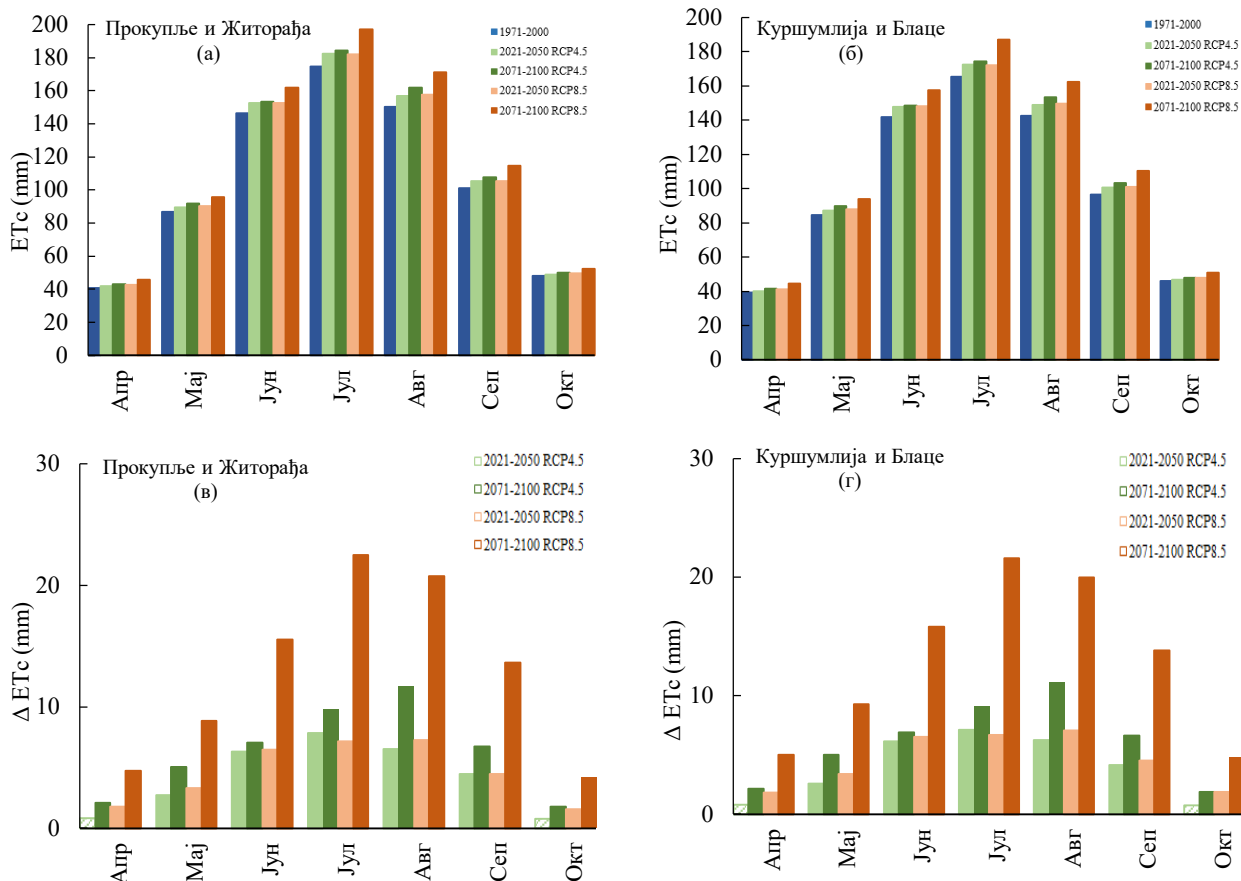 Прокупље и Житорађа
(а)
1971-2000
2021-2050 RCP4.5
2071-2100 RCP4.5
2021-2050 RCP8.5
2071-2100 RCP8.5
ETc (mm)
200
180
160
140
120
100
80
60
40
20
0
Апр
Мај
Јун
Јул
Авг
Сеп
Окт
Куршумлија и Блаце
(б)
1971-2000
2021-2050 RCP4.5
2071-2100 RCP4.5
2021-2050 RCP8.5
2071-2100 RCP8.5
ETc (mm)
200
180
160
140
120
100
80
60
40
20
0
Апр
Мај
Јун
Јул
Авг
Сеп
Окт
Прокупље и Житорађа
(в)
2021-2050 RCP4.5
2071-2100 RCP4.5
2021-2050 RCP8.5
2071-2100 RCP8.5
Δ ETc (mm)
30
20
10
0
Апр
Мај
Јун
Јул
Авг
Сеп
Окт
Куршумлија и Блаце
(г)
2021-2050 RCP4.5
2071-2100 RCP4.5
2021-2050 RCP8.5
2071-2100 RCP8.5
Δ ETc (mm)
30
20
10
0
Апр
Мај
Јун
Јул
Авг
Сеп
Окт